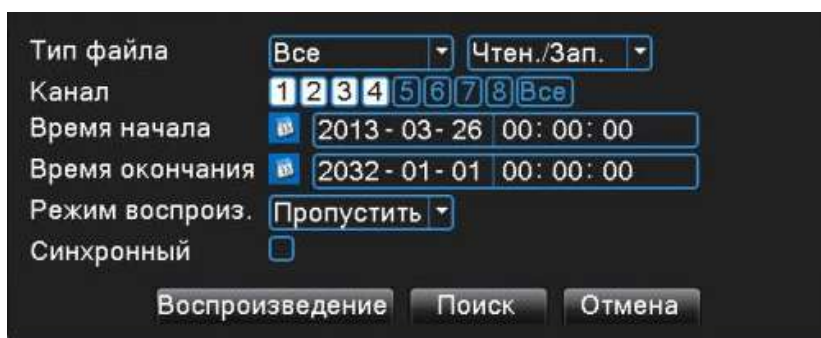 Тип файла Все Чтен./Зап.
Канал 1 2 3 4 5 6 7 8 Все
Время начала 2013-03-26 00:00:00
Время окончания 2032-01-01 00:00:00
Режим воспроиз. Пропустить
Синхронный
Воспроизведение Поиск Отмена